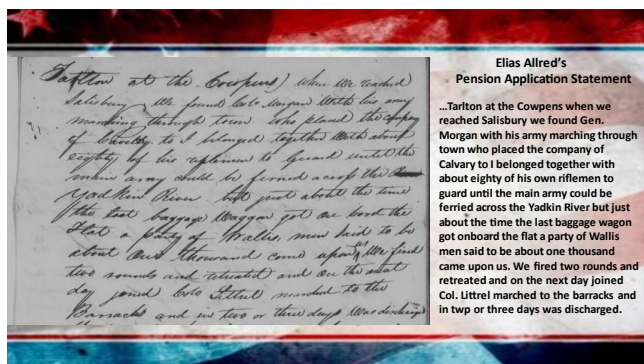 Tarlton at the Cowpens) when we reached
Salisbury we found Col. Morgan with his army
marching through town who placed the company
of Cavalry to I belonged together with about
eighty of his riflemen to guard until the
main army could be ferried across the
Yadkin River but just about the time
the last baggage waggon got on bord the
Flat a party of Wallis men said to be
about One Thousand come upon us We fired
two rounds and retreated and on the next
day joined Colo Littrel marched to the
Barracks and in two or three days was discharged
Elias Allred's
Pension Application Statement
...Tarlton at the Cowpens when we
reached Salisbury we found Gen.
Morgan with his army marching through
town who placed the company of
Calvary to I belonged together with
about eighty of his own riflemen to
guard until the main army could be
ferried across the Yadkin River but just
about the time the last baggage wagon
got onboard the flat a party of Wallis
men said to be about one thousand
came upon us. We fired two rounds and
retreated and on the next day joined
Col. Littrel marched to the barracks and
in twp or three days was discharged.